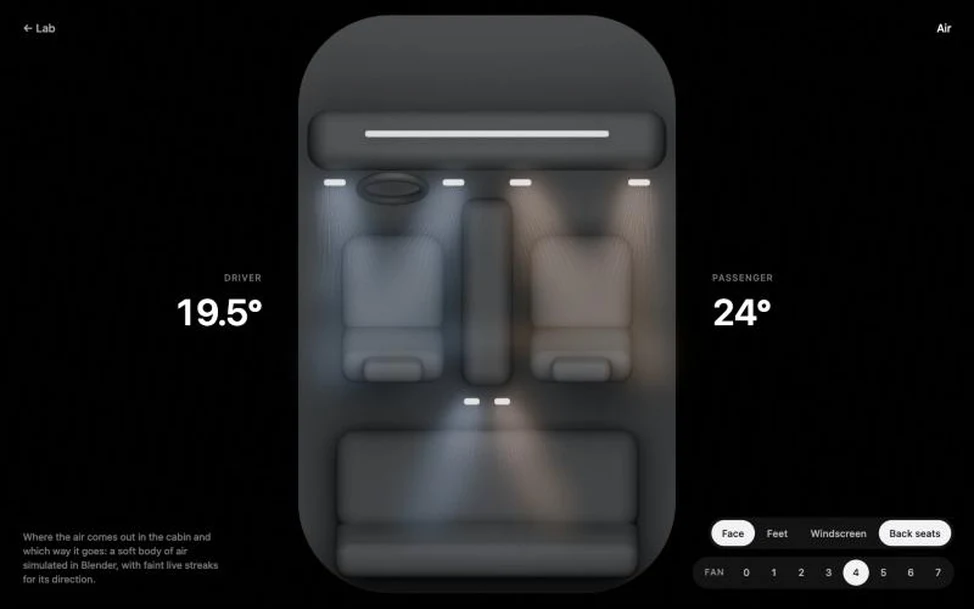 ← Lab
Air
DRIVER
19.5°
PASSENGER
24°
Where the air comes out in the cabin and
which way it goes: a soft body of air
simulated in Blender, with faint live streaks
for its direction.
Face Feet Windscreen Back seats
FAN 0 1 2 3 4 5 6 7